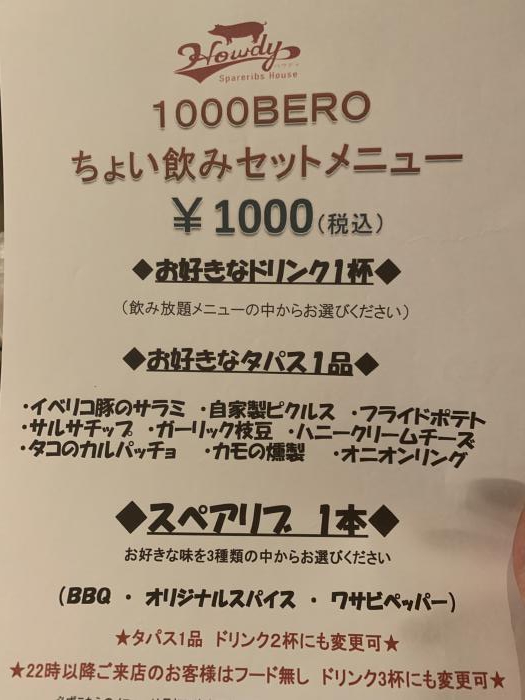 Howdy
ハウディ
Spareribs House
1000BERO
ちょい飲みセットメニュー
￥1000(税込)
◆お好きなドリンク1杯◆
(飲み放題メニューの中からお選びください)
◆お好きなタパス1品◆
・イベリコ豚のサラミ ・自家製ピクルス ・フライドポテト
・サルサチップ ・ガーリック枝豆 ・ハニークリームチーズ
・タコのカルパッチョ ・カモの燻製 ・オニオンリング
◆スペアリブ 1本◆
お好きな味を3種類の中からお選びください
(BBQ ・ オリジナルスパイス ・ ワサビペッパー)
★タパス1品 ドリンク2杯にも変更可★
★22時以降ご来店のお客様はフード無し ドリンク3杯にも変更可★